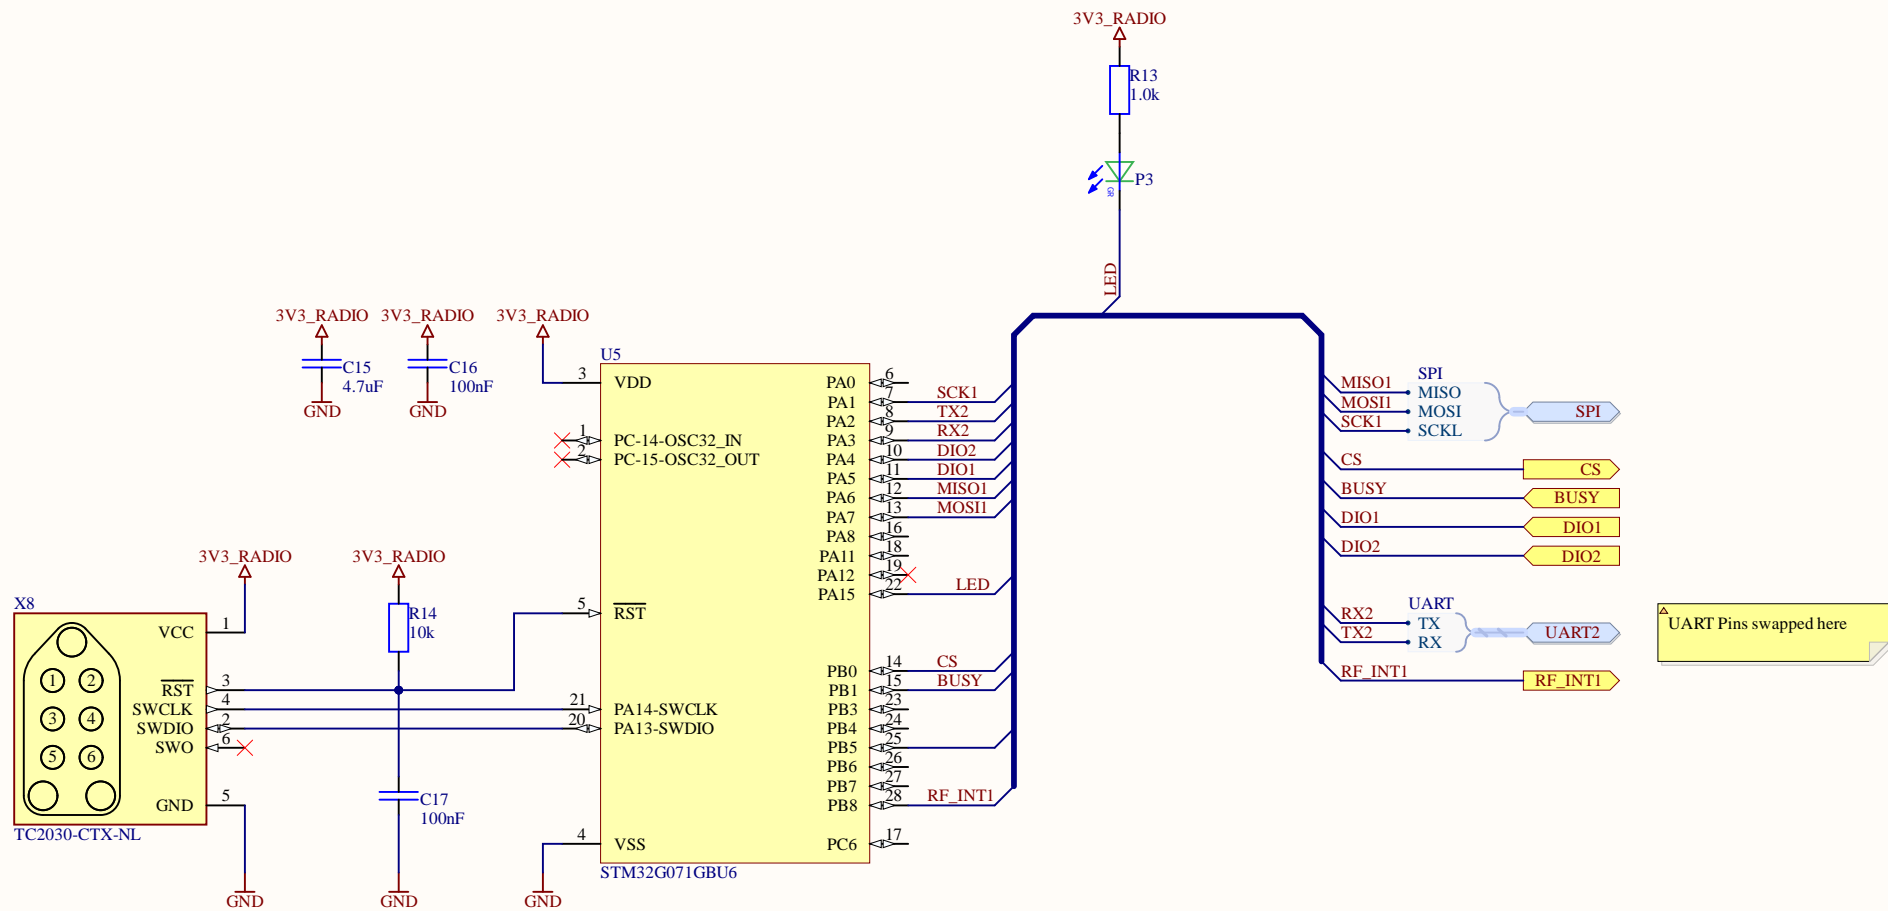 3V3_RADIO
R13
1.0k
P3
GR
LED
3V3_RADIO
C15
4.7uF
GND
3V3_RADIO
C16
100nF
GND
3V3_RADIO
U5
3 VDD
1 PC-14-OSC32_IN
2 PC-15-OSC32_OUT
5 RST
21 PA14-SWCLK
20 PA13-SWDIO
4 VSS
GND
PA0 6
PA1 7 SCK1
PA2 8 TX2
PA3 9 RX2
PA4 10 DIO2
PA5 11 DIO1
PA6 12 MISO1
PA7 13 MOSI1
PA8 16
PA11 18
PA12 19
PA15 22 LED
PB0 14 CS
PB1 15 BUSY
PB3 23
PB4 24
PB5 25
PB6 26
PB7 27
PB8 28 RF_INT1
PC6 17
STM32G071GBU6
3V3_RADIO
X8
VCC 1
RST 3
SWCLK 4
SWDIO 2
SWO 6
GND 5
1 2
3 4
5 6
TC2030-CTX-NL
GND
3V3_RADIO
R14
10k
C17
100nF
GND
SPI
MISO1 MISO
MOSI1 MOSI
SCK1 SCKL
SPI
CS CS
BUSY BUSY
DIO1 DIO1
DIO2 DIO2
UART
RX2 TX
TX2 RX
UART2
RF_INT1 RF_INT1
UART Pins swapped here